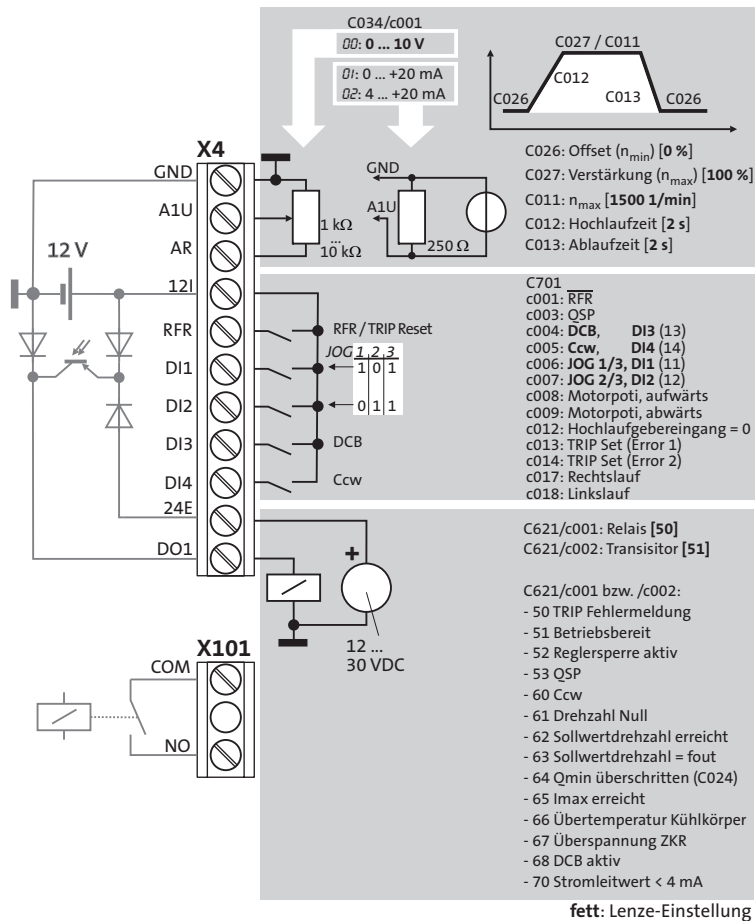 C034/c001
00: 0 ... 10 V
01: 0 ... +20 mA
02: 4 ... +20 mA
C027 / C011
C012
C026
C013
C026
X4
GND
A1U
AR
1 kΩ
...
10 kΩ
GND
A1U
250 Ω
C026: Offset (nmin) [0 %]
C027: Verstärkung (nmax) [100 %]
C011: nmax [1500 1/min]
C012: Hochlaufzeit [2 s]
C013: Ablaufzeit [2 s]
12 V
12I
RFR
DI1
DI2
DI3
DI4
RFR / TRIP Reset
JOG 1 2 3
1 0 1
0 1 1
DCB
Ccw
C701
c001: RFR
c003: QSP
c004: DCB, DI3 (13)
c005: Ccw, DI4 (14)
c006: JOG 1/3, DI1 (11)
c007: JOG 2/3, DI2 (12)
c008: Motorpoti, aufwärts
c009: Motorpoti, abwärts
c012: Hochlaufgebereingang = 0
c013: TRIP Set (Error 1)
c014: TRIP Set (Error 2)
c017: Rechtslauf
c018: Linkslauf
24E
DO1
+
12 ...
30 VDC
C621/c001: Relais [50]
C621/c002: Transisitor [51]
C621/c001 bzw. /c002:
- 50 TRIP Fehlermeldung
- 51 Betriebsbereit
- 52 Reglersperre aktiv
- 53 QSP
- 60 Ccw
- 61 Drehzahl Null
- 62 Sollwertdrehzahl erreicht
- 63 Sollwertdrehzahl = fout
- 64 Qmin überschritten (C024)
- 65 Imax erreicht
- 66 Übertemperatur Kühlkörper
- 67 Überspannung ZKR
- 68 DCB aktiv
- 70 Stromleitwert < 4 mA
X101
COM
NO
fett: Lenze-Einstellung